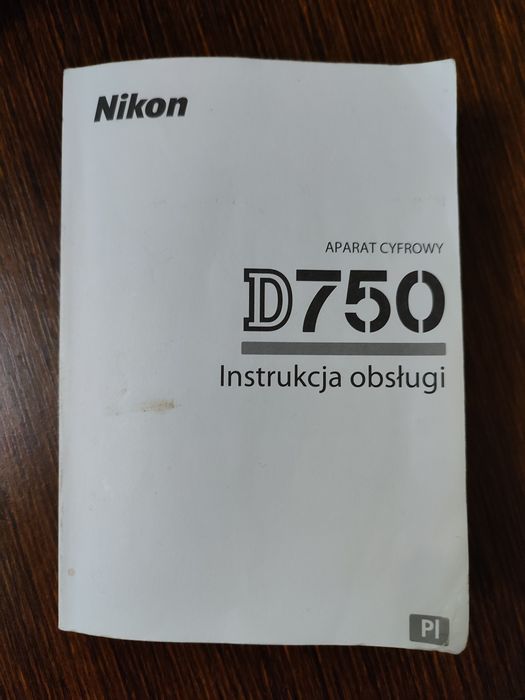 Nikon
APARAT CYFROWY
D750
Instrukcja obsługi
Pl